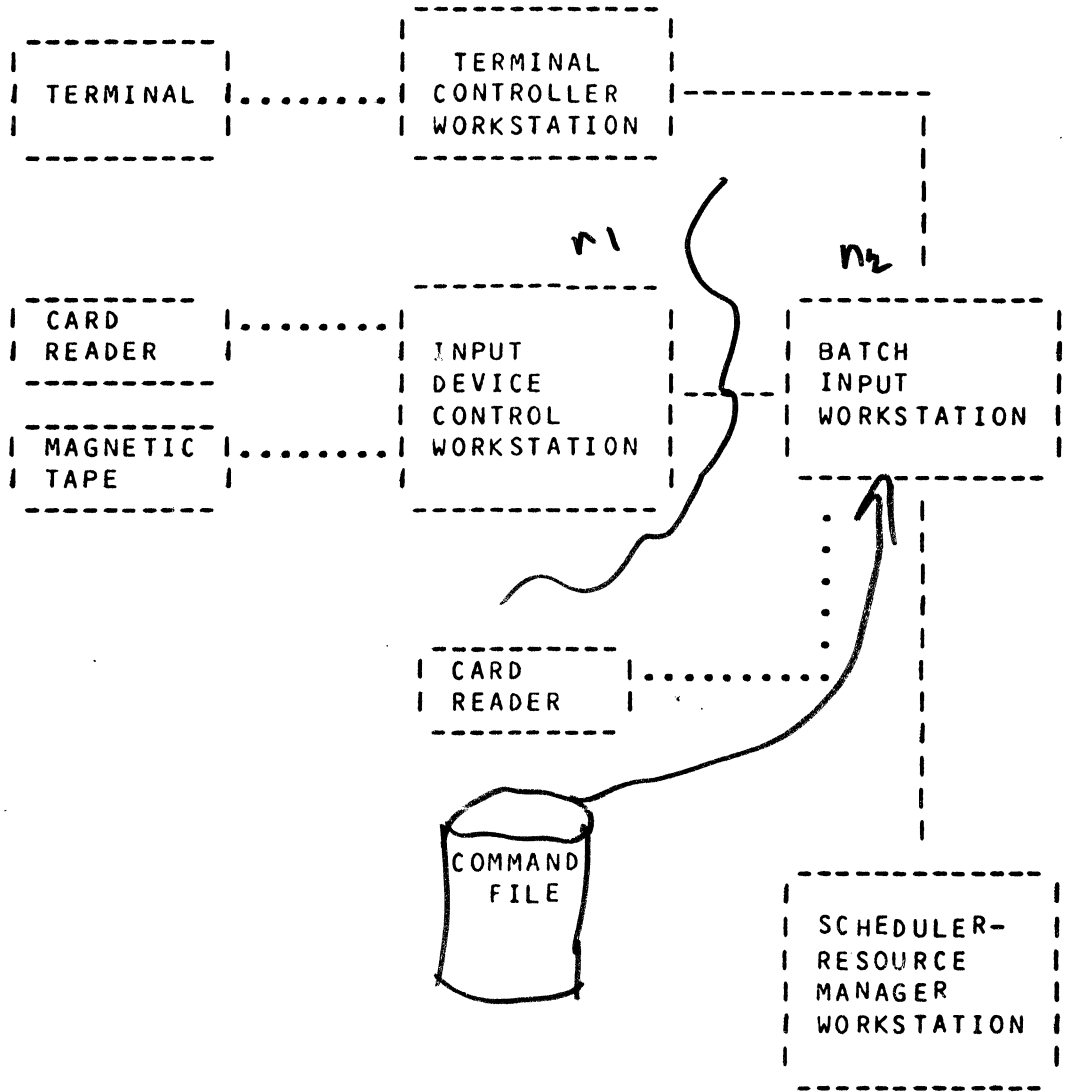 TERMINAL
TERMINAL
CONTROLLER
WORKSTATION
n1
n2
CARD
READER
MAGNETIC
TAPE
INPUT
DEVICE
CONTROL
WORKSTATION
BATCH
INPUT
WORKSTATION
CARD
READER
COMMAND
FILE
SCHEDULER-
RESOURCE
MANAGER
WORKSTATION